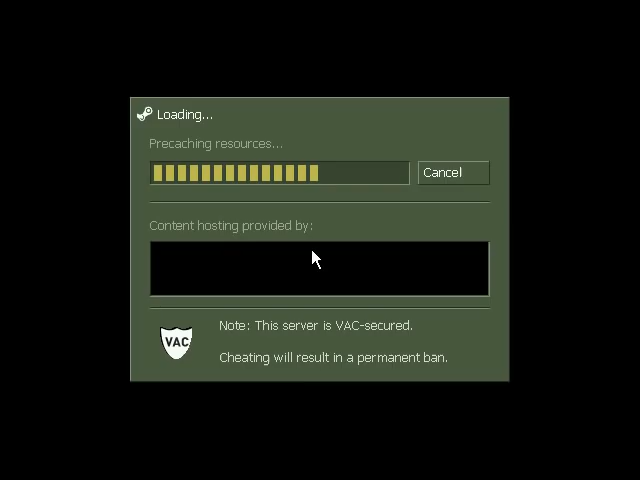 Loading...
Precaching resources...
Cancel
Content hosting provided by:
Note: This server is VAC-secured.
VAC
Cheating will result in a permanent ban.